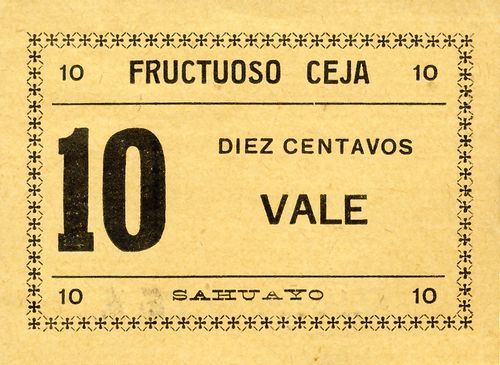 10 FRUCTUOSO CEJA 10
10 DIEZ CENTAVOS
VALE
10 SAHUAYO 10